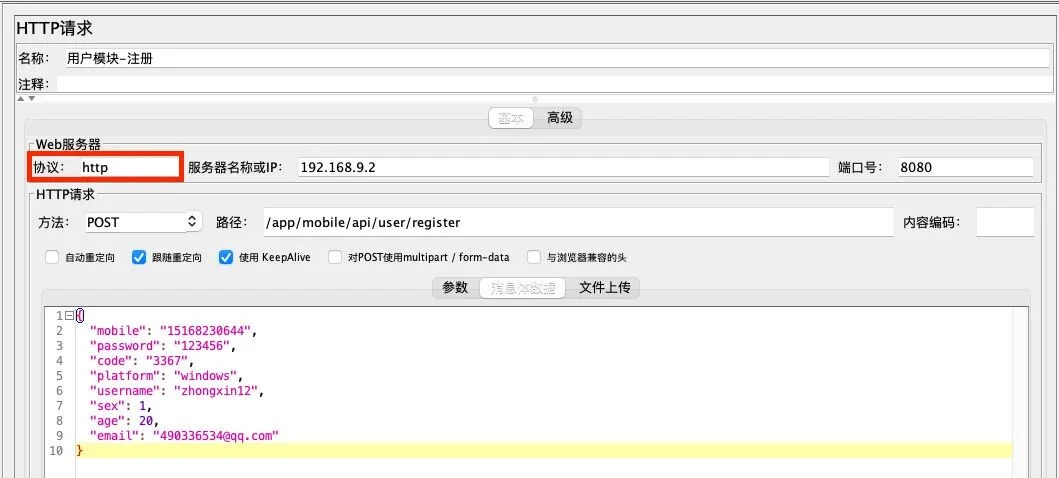 HTTP请求
名称： 用户模块-注册
注释：
基本 高级
Web服务器
协议： http 服务器名称或IP： 192.168.9.2 端口号： 8080
HTTP请求
方法： POST 路径： /app/mobile/api/user/register 内容编码：
自动重定向 跟随重定向 使用 KeepAlive 对POST使用multipart / form-data 与浏览器兼容的头
参数 消息体数据 文件上传
1 {
2 "mobile": "15168230644",
3 "password": "123456",
4 "code": "3367",
5 "platform": "windows",
6 "username": "zhongxin12",
7 "sex": 1,
8 "age": 20,
9 "email": "490336534@qq.com"
10 }